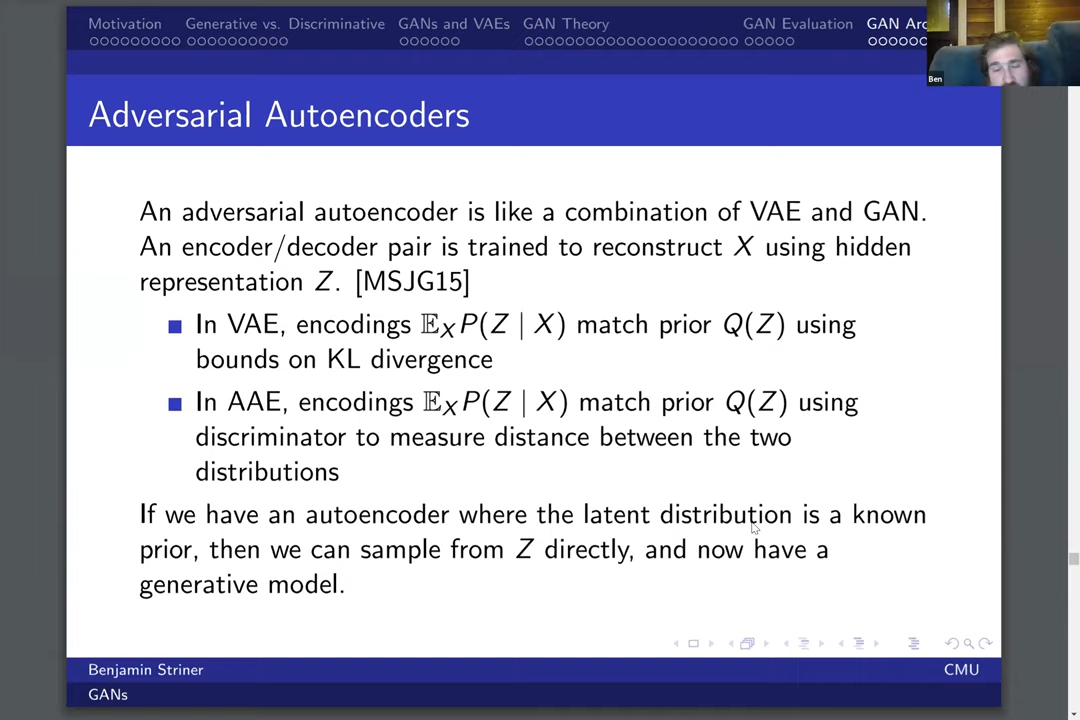 Motivation Generative vs. Discriminative GANs and VAEs GAN Theory GAN Evaluation GAN
Ben
Adversarial Autoencoders
An adversarial autoencoder is like a combination of VAE and GAN.
An encoder/decoder pair is trained to reconstruct X using hidden
representation Z. [MSJG15]
In VAE, encodings 𝔼_X P(Z | X) match prior Q(Z) using
bounds on KL divergence
In AAE, encodings 𝔼_X P(Z | X) match prior Q(Z) using
discriminator to measure distance between the two
distributions
If we have an autoencoder where the latent distribution is a known
prior, then we can sample from Z directly, and now have a
generative model.
Benjamin Striner CMU
GANs